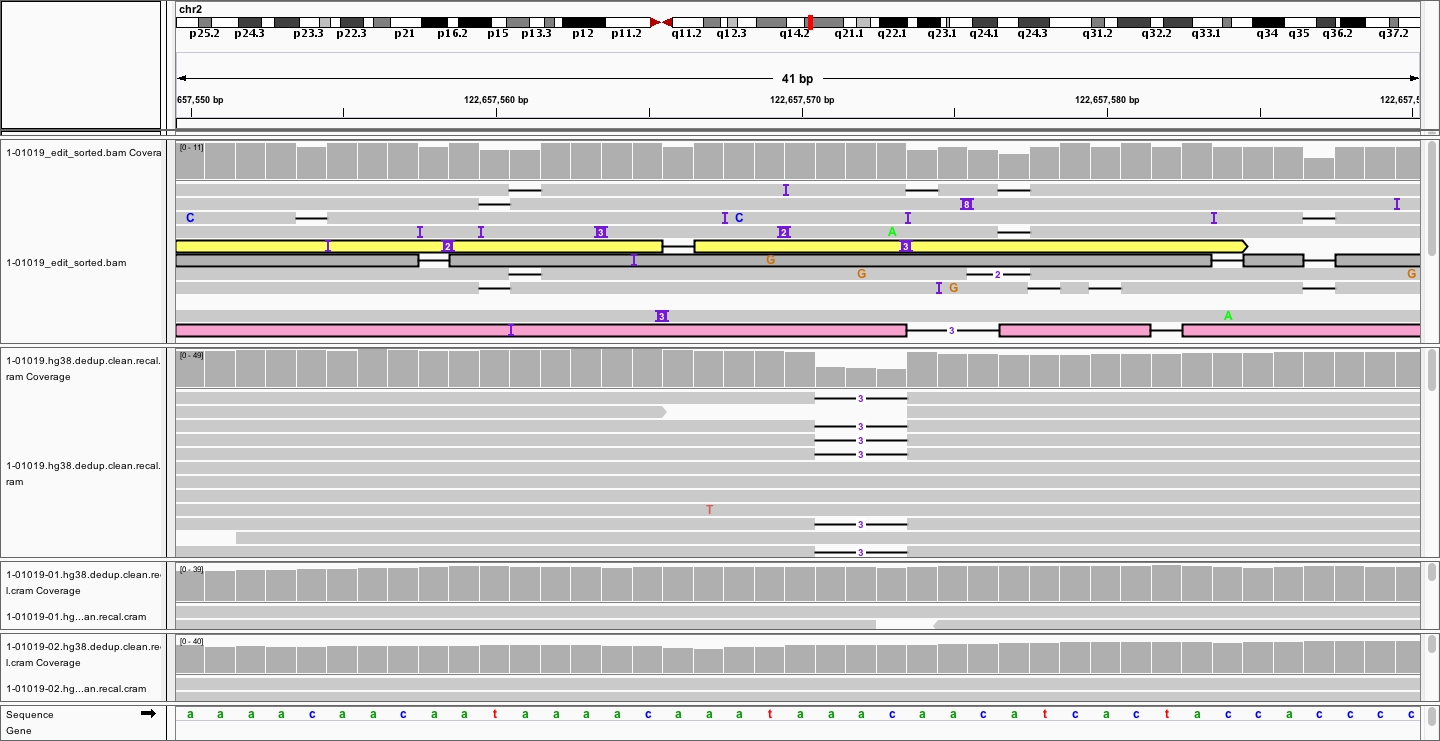 chr2
p25.2 p24.3 p23.3 p22.3 p21 p16.2 p15 p13.3 p12 p11.2 q11.2 q12.3 q14.2 q21.1 q22.1 q23.1 q24.1 q24.3 q31.2 q32.2 q33.1 q34 q35 q36.2 q37.2
41 bp
657,550 bp 122,657,560 bp 122,657,570 bp 122,657,580 bp 122,657,5
1-01019_edit_sorted.bam Covera
[0 - 11]
I
8 I
C I C I I
I I 3 2 A
1-01019_edit_sorted.bam
I 2 3
I G
G 2 G
I G
3 A
I 3
1-01019.hg38.dedup.clean.recal.
ram Coverage
[0 - 49]
3
3
3
3
1-01019.hg38.dedup.clean.recal.
ram
T
3
3
1-01019-01.hg38.dedup.clean.re
l.cram Coverage
[0 - 39]
1-01019-01.hg...an.recal.cram
1-01019-02.hg38.dedup.clean.re
l.cram Coverage
[0 - 40]
1-01019-02.hg...an.recal.cram
Sequence
a a a a c a a c a a t a a a a c a a a t a a a c a a c a t c a c t a c c a c c c c
Gene